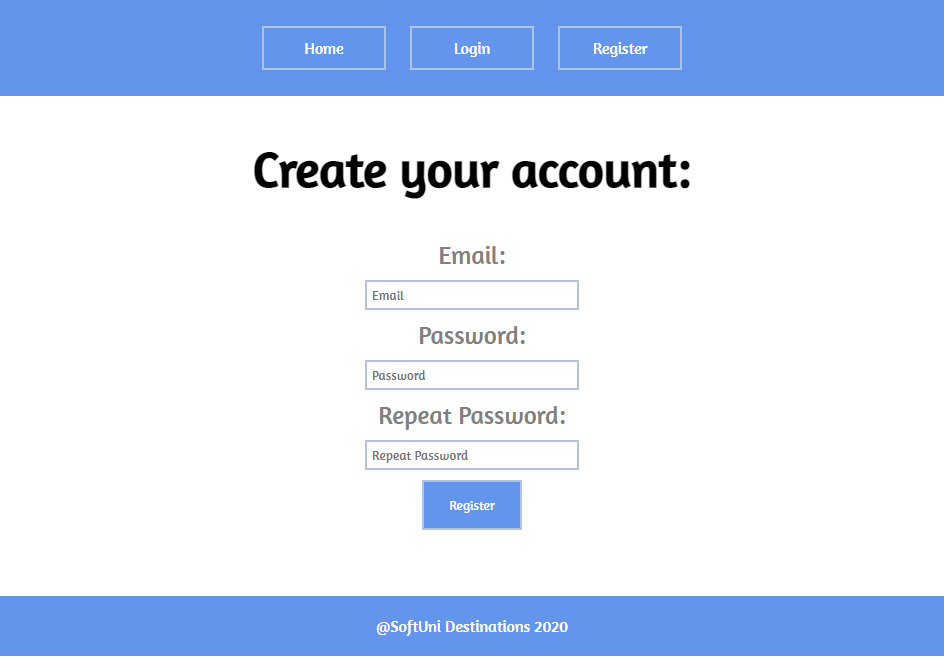 Home Login Register
Create your account:
Email:
Email
Password:
Password
Repeat Password:
Repeat Password
Register
@SoftUni Destinations 2020